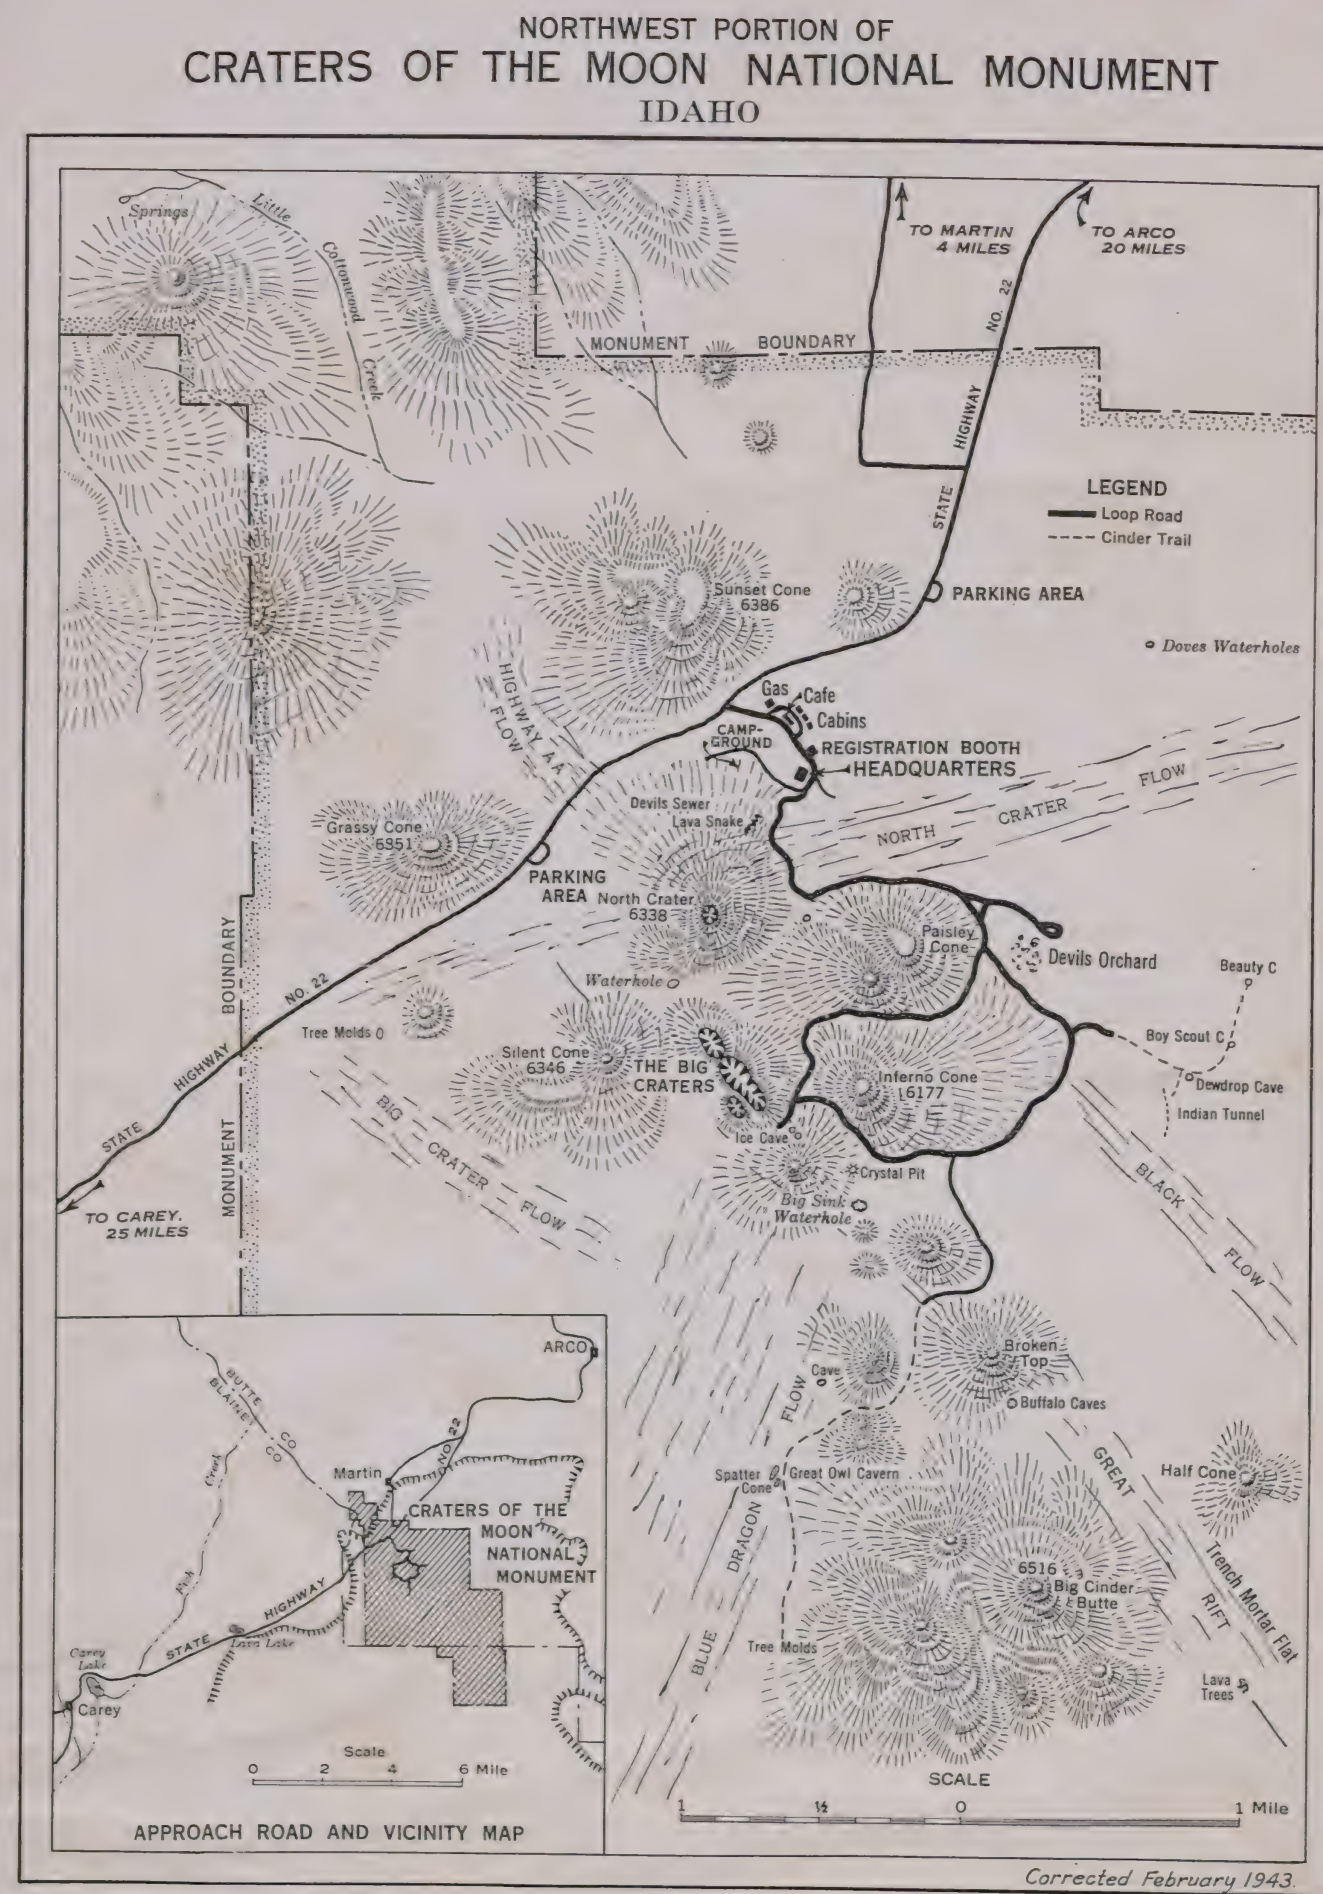 NORTHWEST PORTION OF
CRATERS OF THE MOON NATIONAL MONUMENT
IDAHO
Springs
Little
Cottonwood
Creek
TO MARTIN
4 MILES
TO ARCO
20 MILES
MONUMENT BOUNDARY
STATE HIGHWAY NO. 22
LEGEND
Loop Road
Cinder Trail
Sunset Cone
6386
PARKING AREA
Doves Waterholes
HIGHWAY AA
FLOW
Gas
Cafe
Cabins
CAMP-
GROUND
REGISTRATION BOOTH
HEADQUARTERS
NORTH CRATER FLOW
Devils Sewer
Lava Snake
Grassy Cone
6351
PARKING
AREA
North Crater
6338
Paisley
Cone
Devils Orchard
Beauty C
Waterhole
MONUMENT BOUNDARY
STATE HIGHWAY NO. 22
Tree Molds
Silent Cone
6346
THE BIG
CRATERS
Boy Scout C
Inferno Cone
6177
Dewdrop Cave
Indian Tunnel
BIG CRATER FLOW
Ice Cave
Crystal Pit
Big Sink
Waterhole
BLACK FLOW
TO CAREY.
25 MILES
Broken
Top
Cave
Buffalo Caves
BLUE DRAGON FLOW
Spatter
Cone
Great Owl Cavern
GREAT RIFT
Half Cone
Trench Mortar Flat
6516
Big Cinder
Butte
Tree Molds
Lava
Trees
SCALE
1 ½ 0 1 Mile
ARCO
BUTTE CO
BLAINE CO
NO. 22
Martin
Fish Creek
CRATERS OF THE
MOON
NATIONAL
MONUMENT
STATE HIGHWAY
Lava Lake
Carey
Lake
Carey
Scale
0 2 4 6 Mile
APPROACH ROAD AND VICINITY MAP
Corrected February 1943.